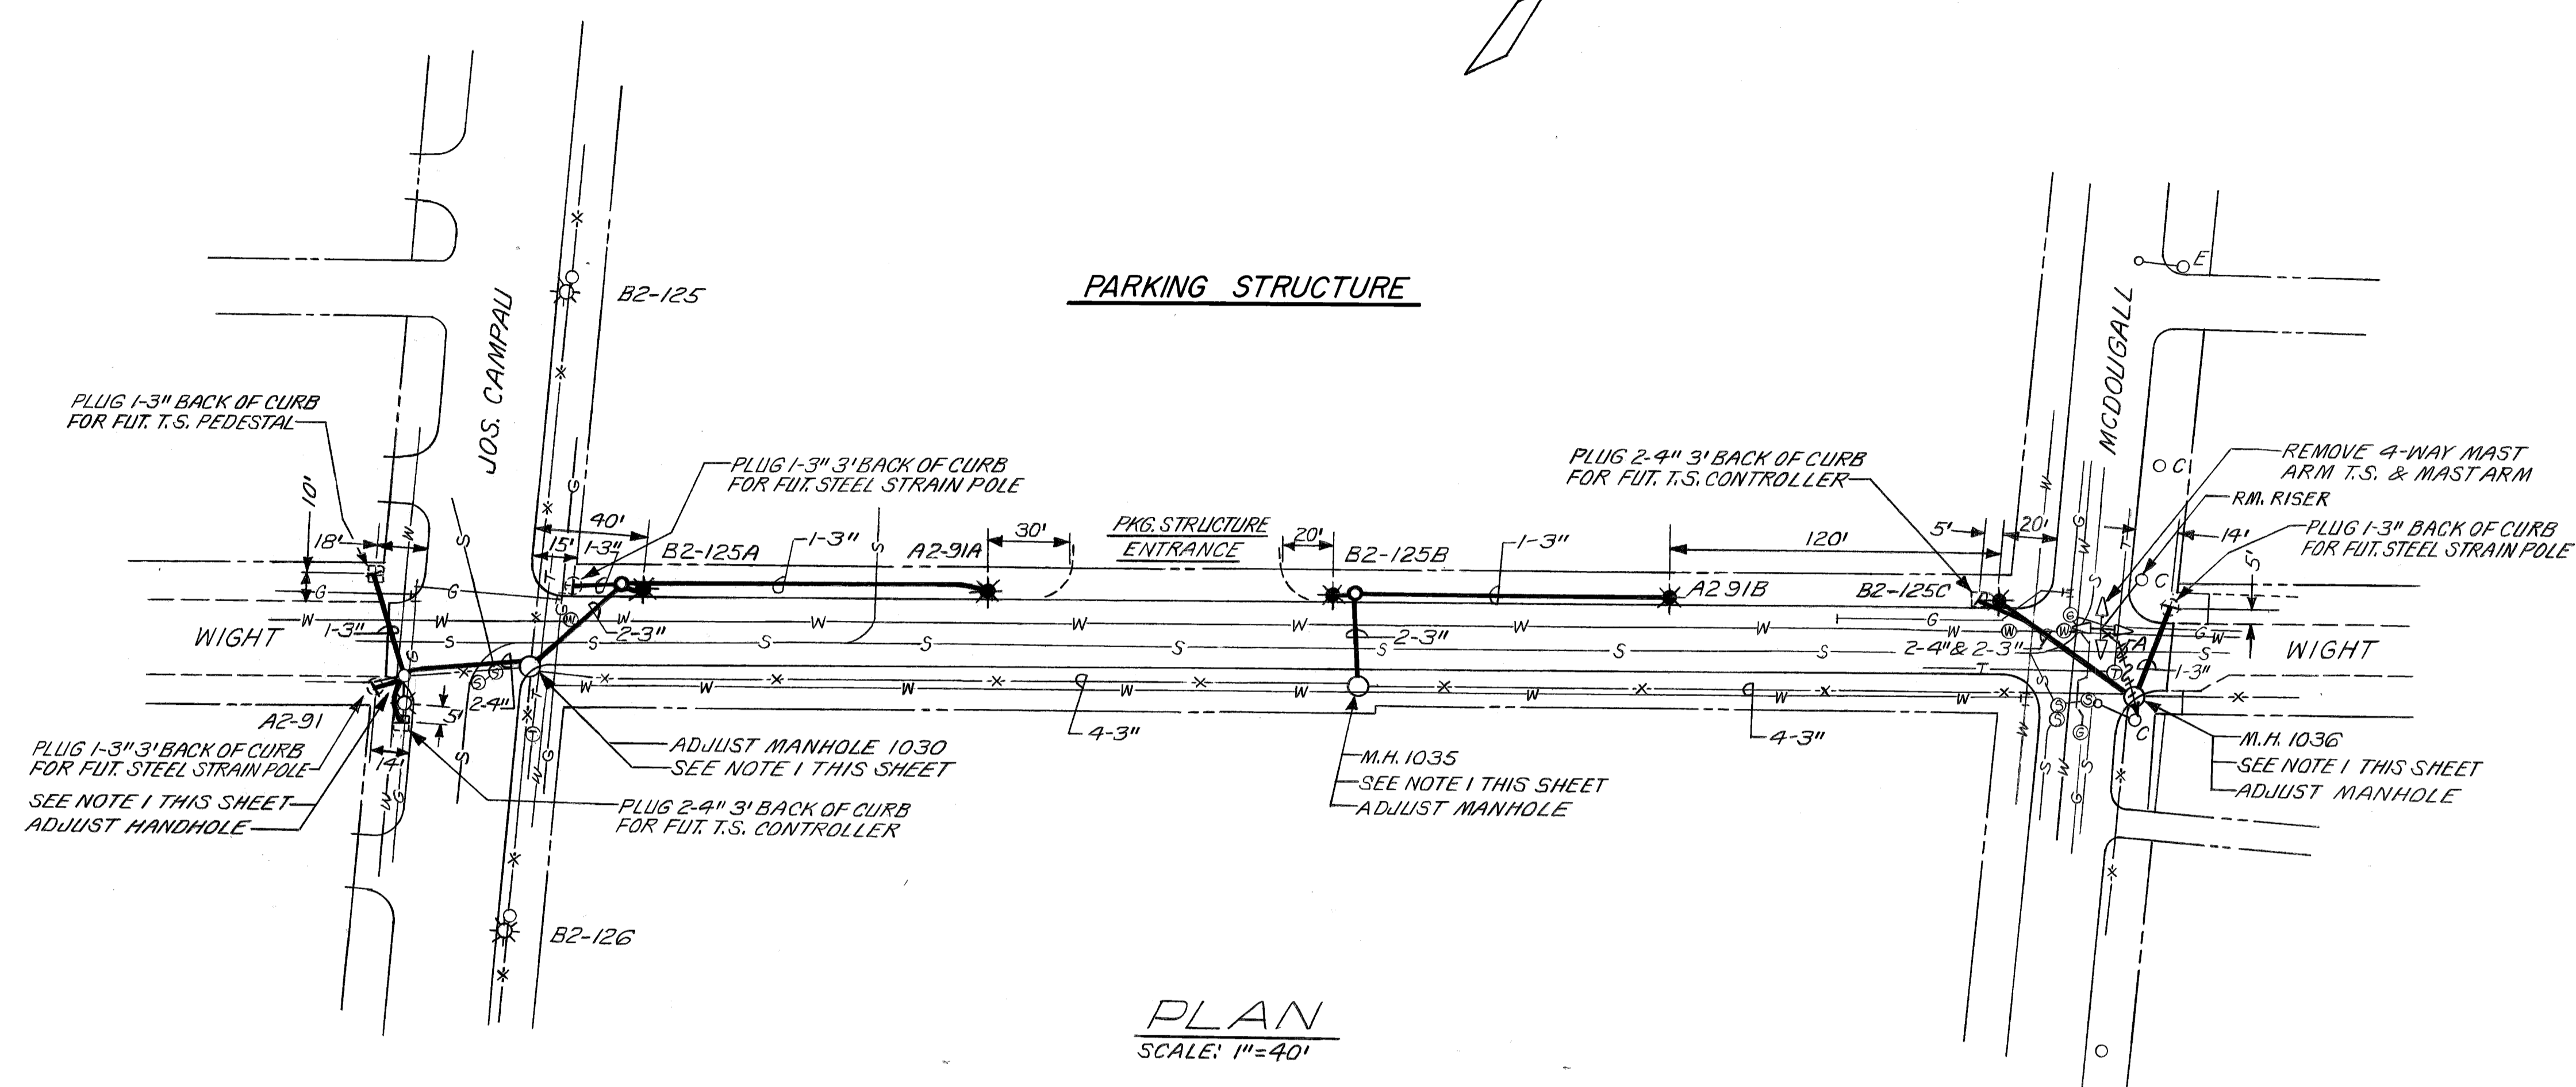 PARKING STRUCTURE
B2-125
JOS. CAMPAU
MCDOUGALL
E
C
PLUG 1-3" BACK OF CURB
FOR FUT. T.S. PEDESTAL
10'
18'
PLUG 1-3" 3' BACK OF CURB
FOR FUT. STEEL STRAIN POLE
40'
15'
1-3"
B2-125A
1-3"
A2-91A
30'
PKG. STRUCTURE
ENTRANCE
20'
B2-125B
1-3"
A2 91B
PLUG 2-4" 3' BACK OF CURB
FOR FUT. T.S. CONTROLLER
120'
5'
20'
B2-125C
REMOVE 4-WAY MAST
ARM T.S. & MAST ARM
RM. RISER
PLUG 1-3" BACK OF CURB
FOR FUT. STEEL STRAIN POLE
14'
5'
C
WIGHT
1-3"
2-3"
2-3"
2-4" & 2-3"
1-3"
WIGHT
A2-91
5'
2-4"
14'
PLUG 1-3" 3' BACK OF CURB
FOR FUT. STEEL STRAIN POLE
SEE NOTE 1 THIS SHEET
ADJUST HANDHOLE
ADJUST MANHOLE 1030
SEE NOTE 1 THIS SHEET
PLUG 2-4" 3' BACK OF CURB
FOR FUT. T.S. CONTROLLER
4-3"
M.H. 1035
SEE NOTE 1 THIS SHEET
ADJUST MANHOLE
4-3"
C
M.H. 1036
SEE NOTE 1 THIS SHEET
ADJUST MANHOLE
B2-126
PLAN
SCALE: 1"=40'